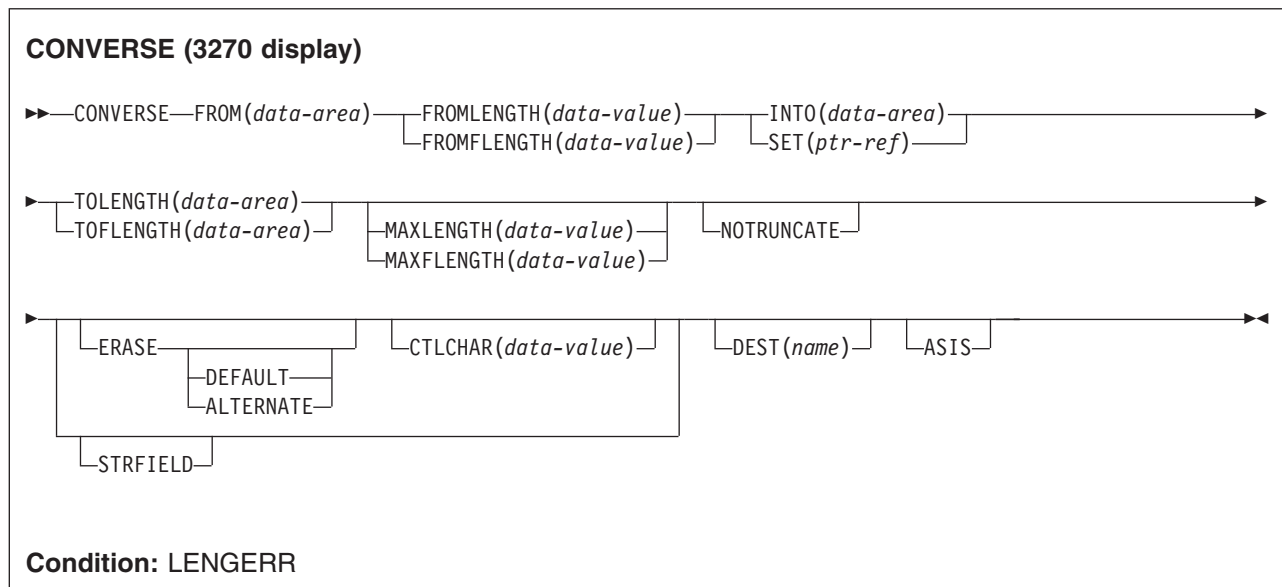 CONVERSE (3270 display)
CONVERSE FROM(data-area) FROMLENGTH(data-value) INTO(data-area)
FROMFLENGTH(data-value) SET(ptr-ref)
TOLENGTH(data-area)
TOFLENGTH(data-area) MAXLENGTH(data-value) NOTRUNCATE
MAXFLENGTH(data-value)
ERASE CTLCHAR(data-value) DEST(name) ASIS
DEFAULT
ALTERNATE
STRFIELD
Condition: LENGERR